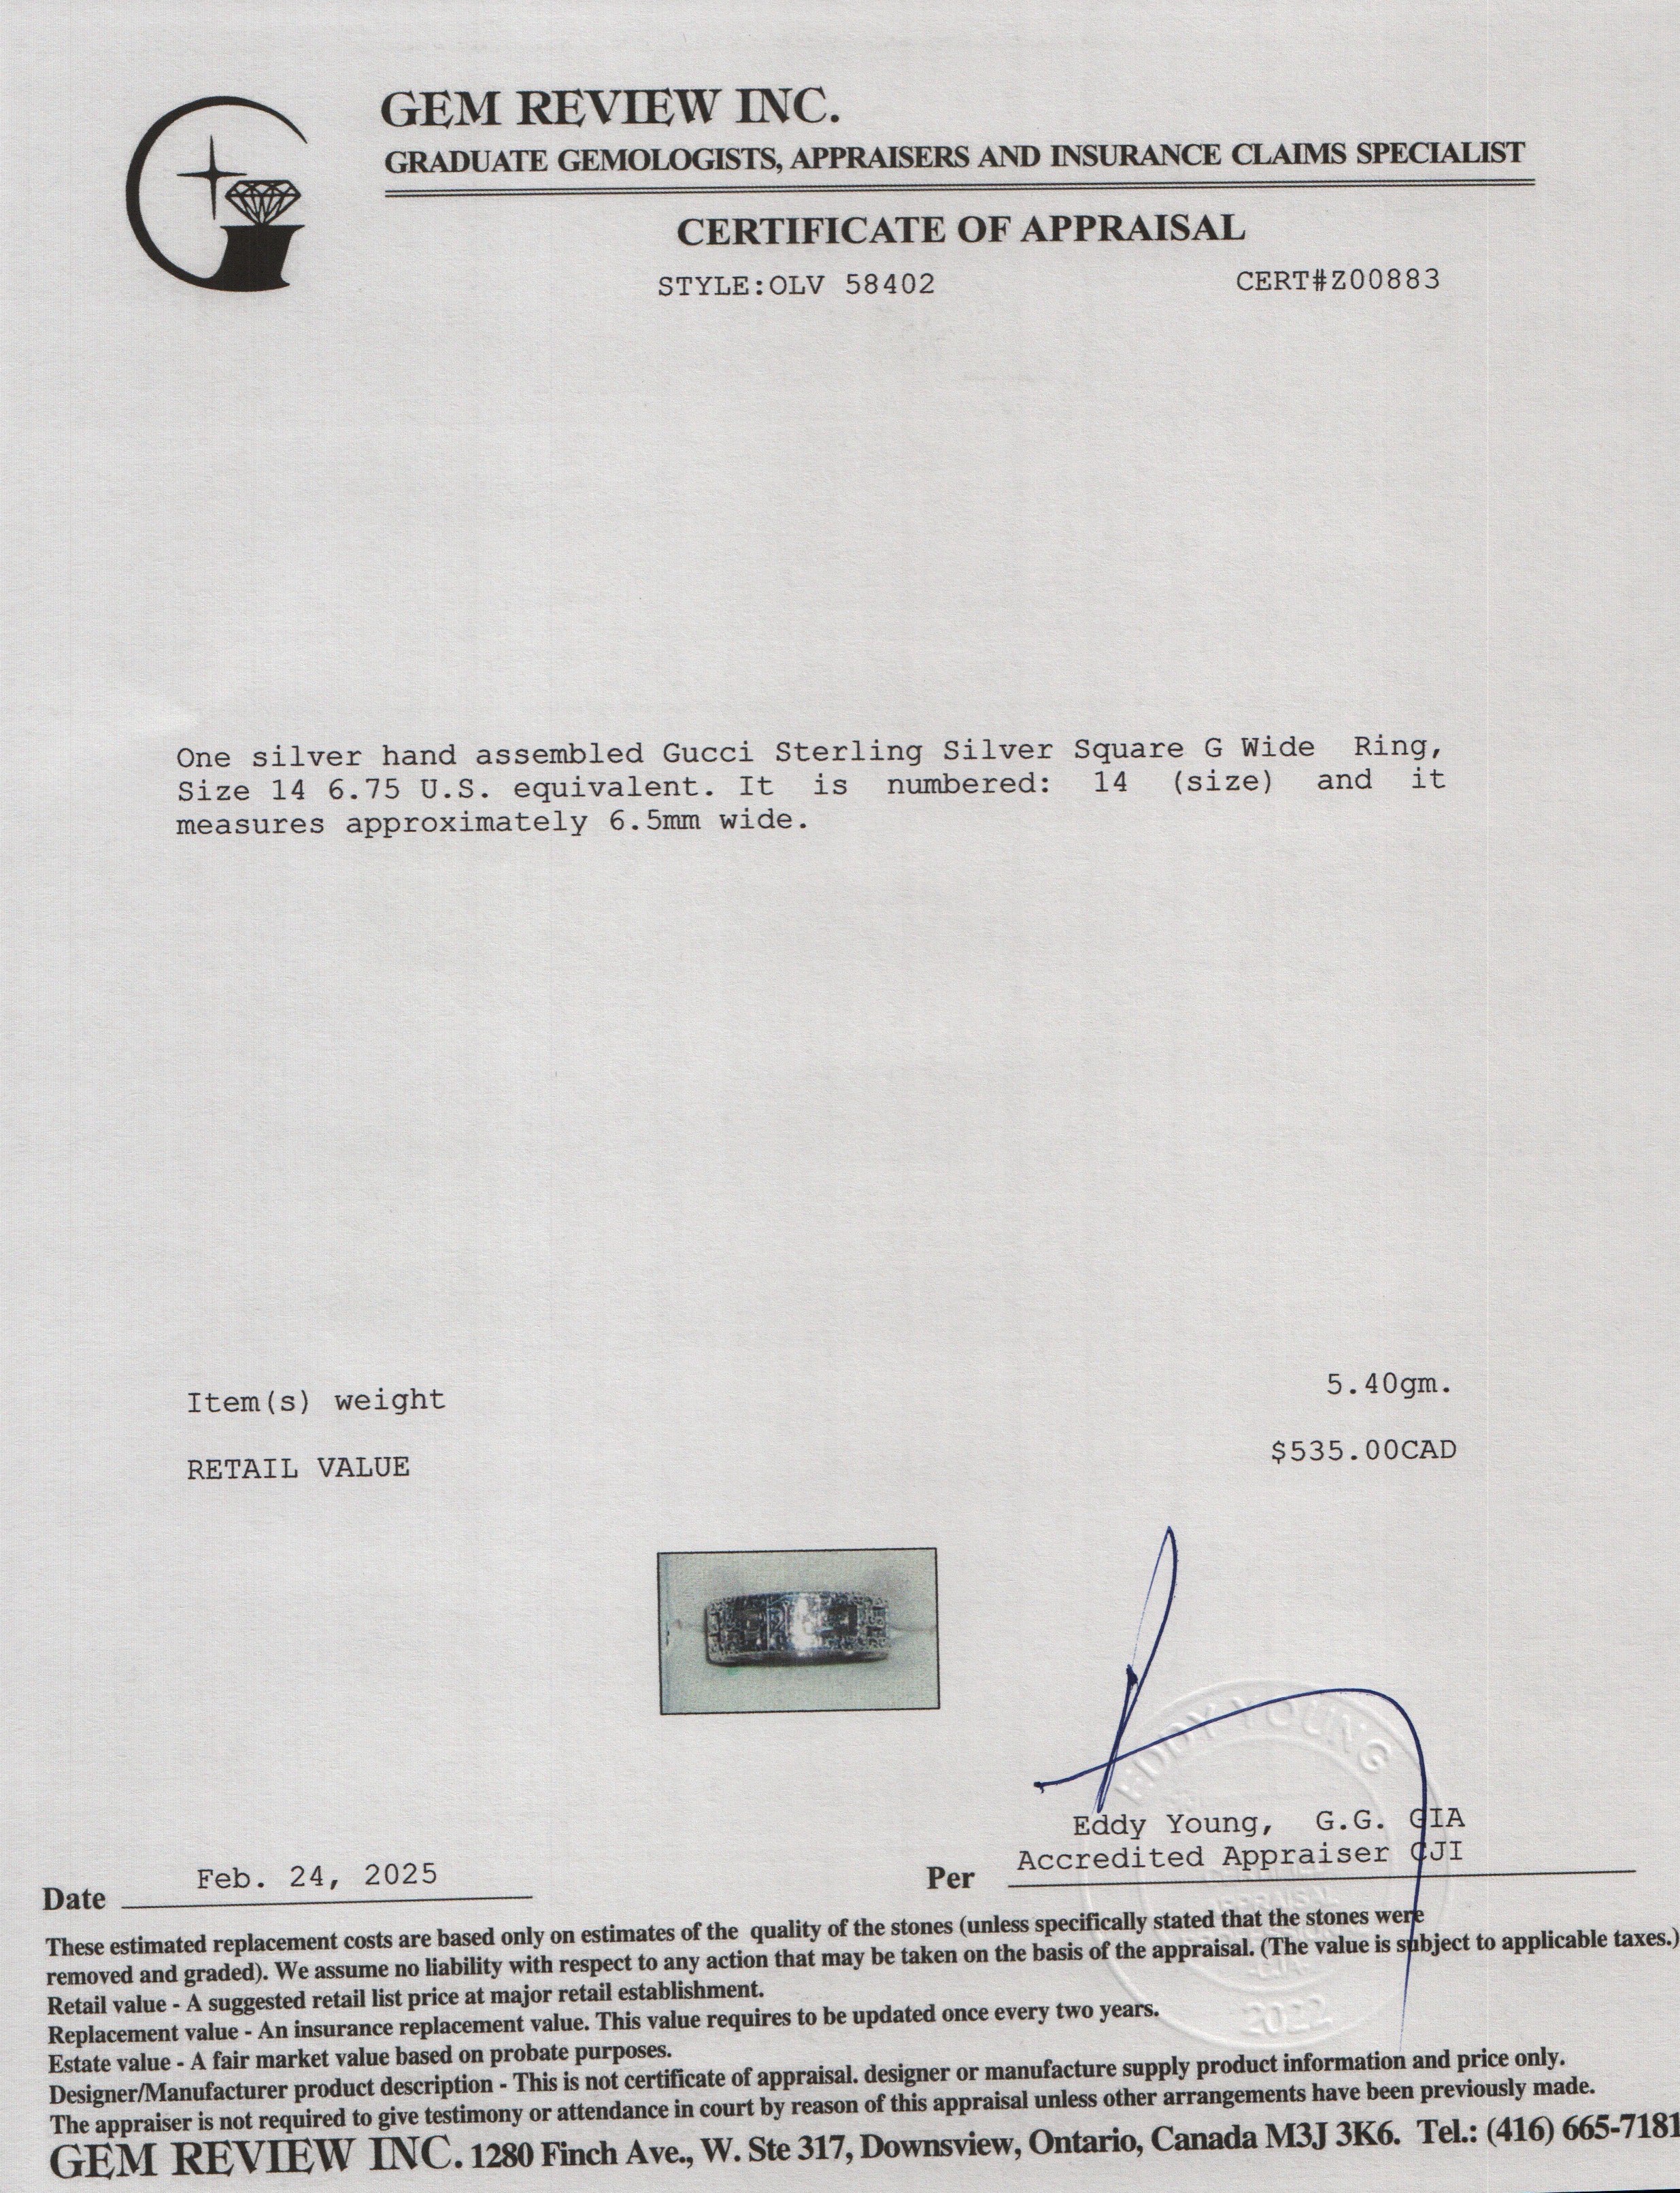 GEM REVIEW INC.
GRADUATE GEMOLOGISTS, APPRAISERS AND INSURANCE CLAIMS SPECIALIST
CERTIFICATE OF APPRAISAL
STYLE:OLV 58402 CERT#Z00883
One silver hand assembled Gucci Sterling Silver Square G Wide Ring,
Size 14 6.75 U.S. equivalent. It is numbered: 14 (size) and it
measures approximately 6.5mm wide.
Item(s) weight 5.40gm.
RETAIL VALUE $535.00CAD
EDDY YOUNG
Eddy Young, G.G. GIA
Accredited Appraiser CJI
Date Feb. 24, 2025 Per
APPRAISAL
2022
These estimated replacement costs are based only on estimates of the quality of the stones (unless specifically stated that the stones were
removed and graded). We assume no liability with respect to any action that may be taken on the basis of the appraisal. (The value is subject to applicable taxes.)
Retail value - A suggested retail list price at major retail establishment.
Replacement value - An insurance replacement value. This value requires to be updated once every two years.
Estate value - A fair market value based on probate purposes.
Designer/Manufacturer product description - This is not certificate of appraisal. designer or manufacture supply product information and price only.
The appraiser is not required to give testimony or attendance in court by reason of this appraisal unless other arrangements have been previously made.
GEM REVIEW INC. 1280 Finch Ave., W. Ste 317, Downsview, Ontario, Canada M3J 3K6. Tel.: (416) 665-7181